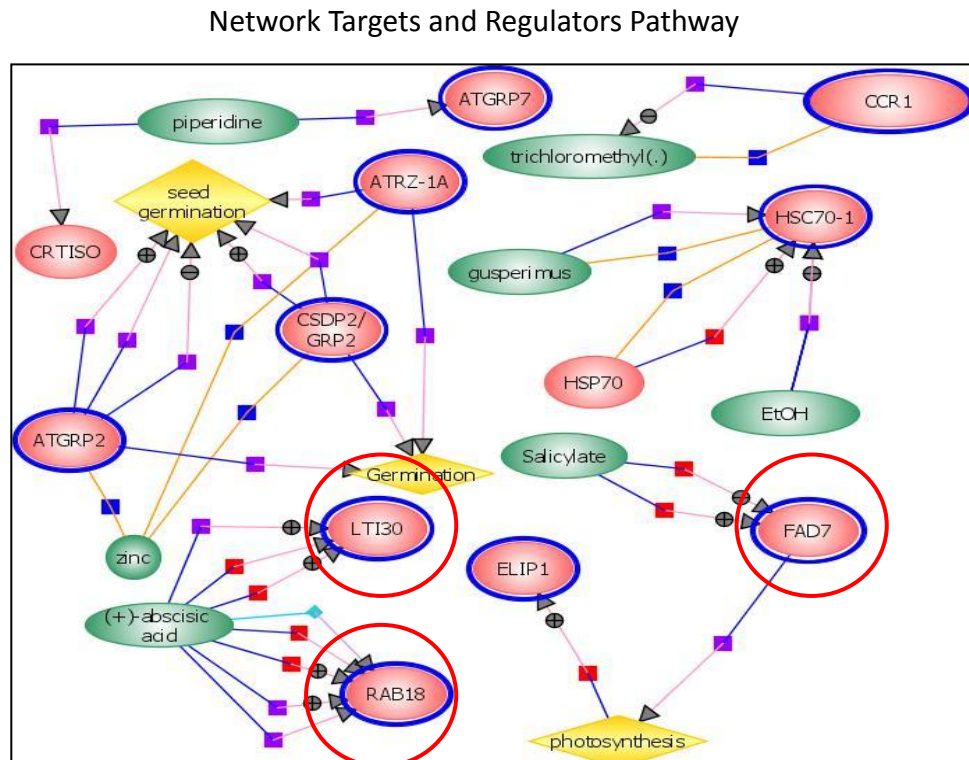 Network Targets and Regulators Pathway
ATGRP7
CCR1
piperidine
trichloromethyl(.)
ATRZ-1A
seed
germination
HSC70-1
CRTISO
gusperimus
CSDP2/
GRP2
HSP70
EtOH
ATGRP2
Salicylate
Germination
LTI30
FAD7
zinc
ELIP1
(+)-abscisic
acid
RAB18
photosynthesis